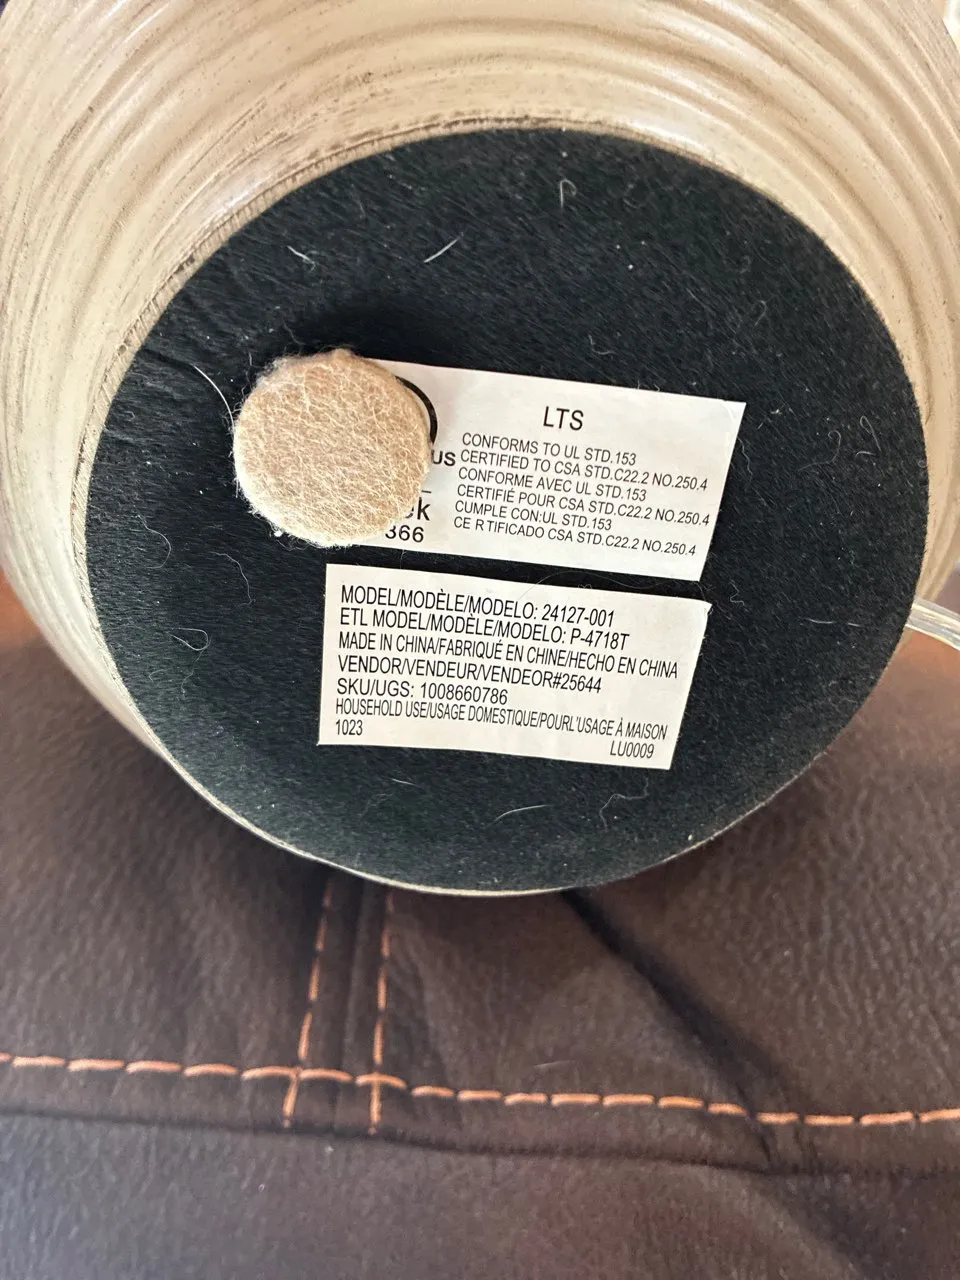 LTS
CONFORMS TO UL STD.153
US CERTIFIED TO CSA STD.C22.2 NO.250.4
CONFORME AVEC UL STD.153
CERTIFIÉ POUR CSA STD.C22.2 NO.250.4
CUMPLE CON:UL STD.153
CE R TIFICADO CSA STD.C22.2 NO.250.4
366
MODEL/MODÈLE/MODELO: 24127-001
ETL MODEL/MODÈLE/MODELO: P-4718T
MADE IN CHINA/FABRIQUÉ EN CHINE/HECHO EN CHINA
VENDOR/VENDEUR/VENDEOR#25644
SKU/UGS: 1008660786
HOUSEHOLD USE/USAGE DOMESTIQUE/POURL'USAGE À MAISON
1023 LU0009